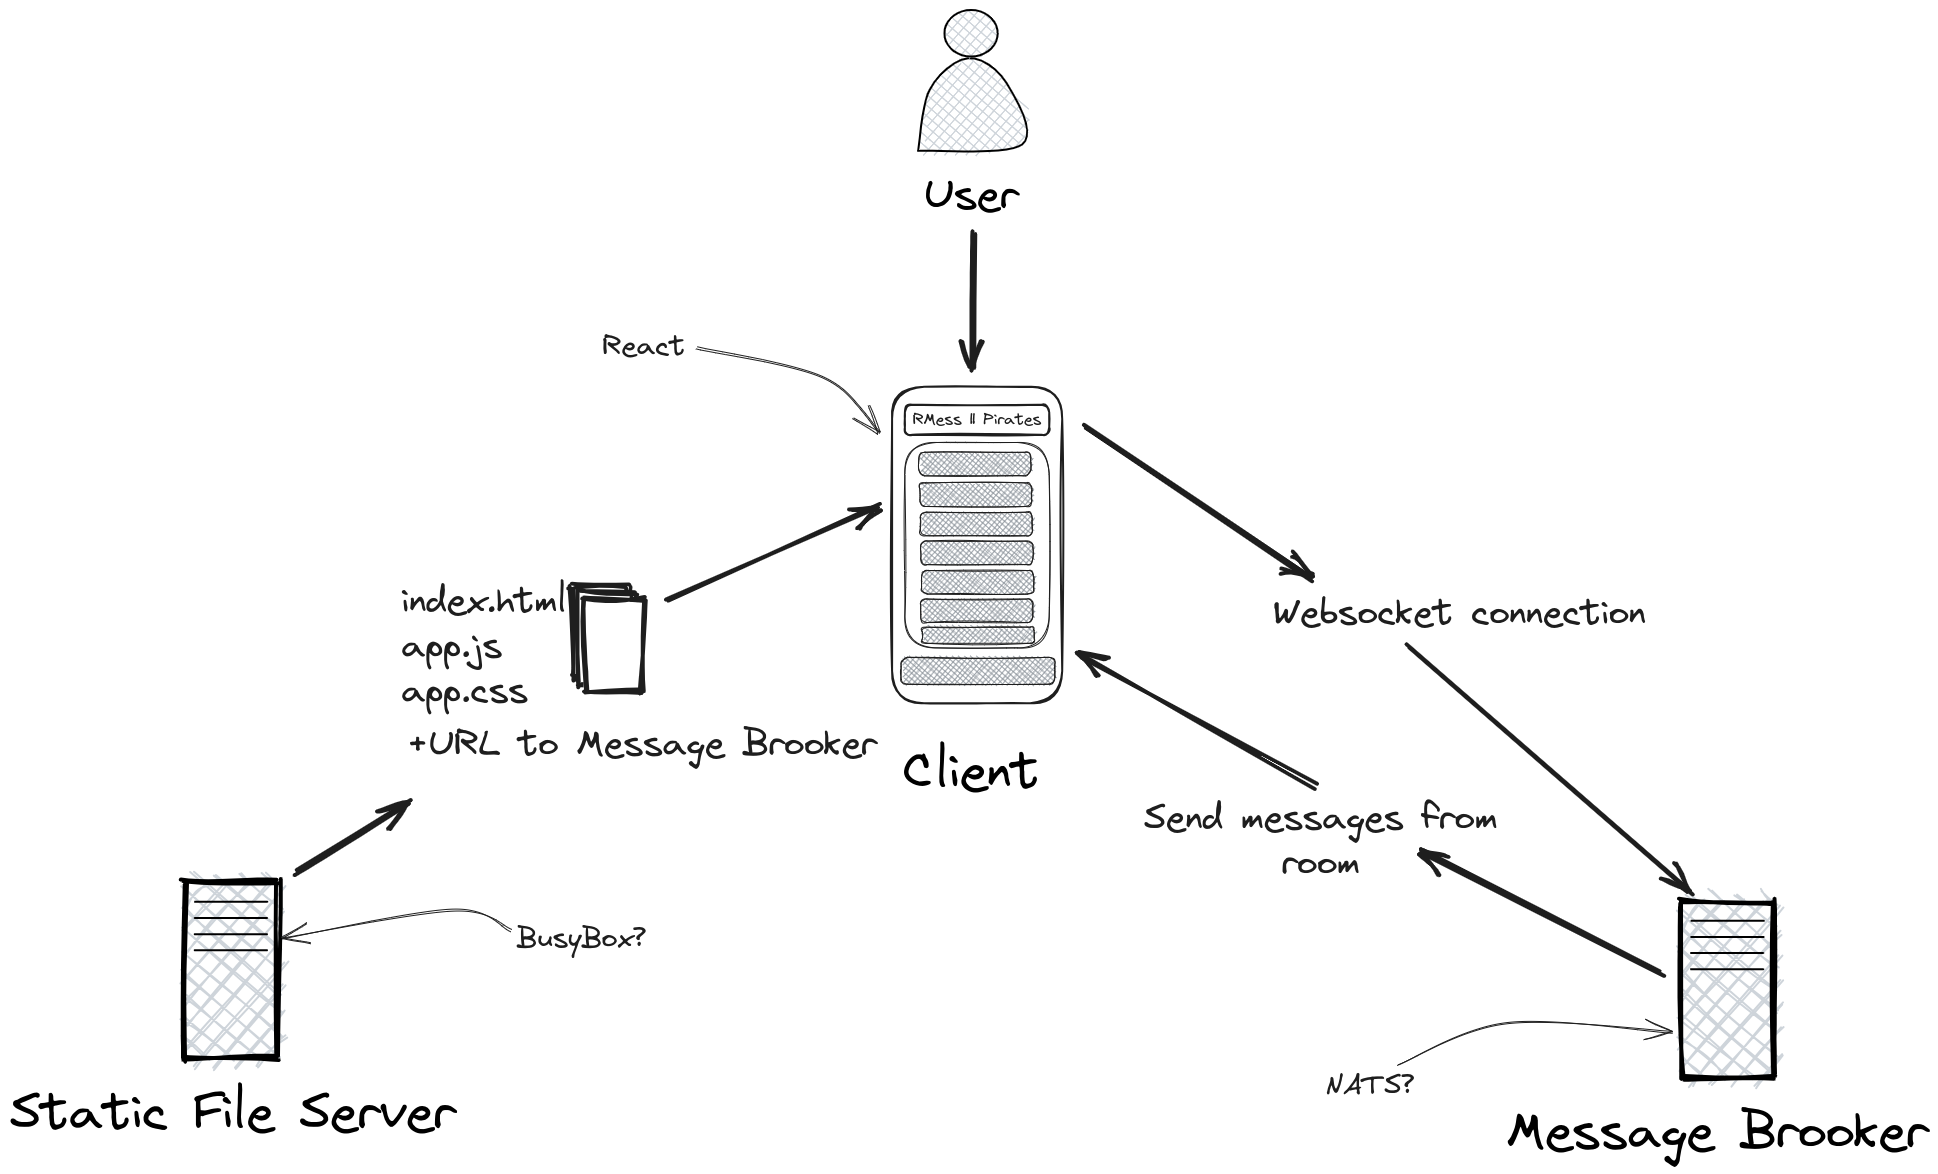 User
React
RMess || Pirates
index.html
app.js
app.css
+URL to Message Brooker
Client
Websocket connection
Send messages from
room
BusyBox?
NATS?
Static File Server
Message Brooker